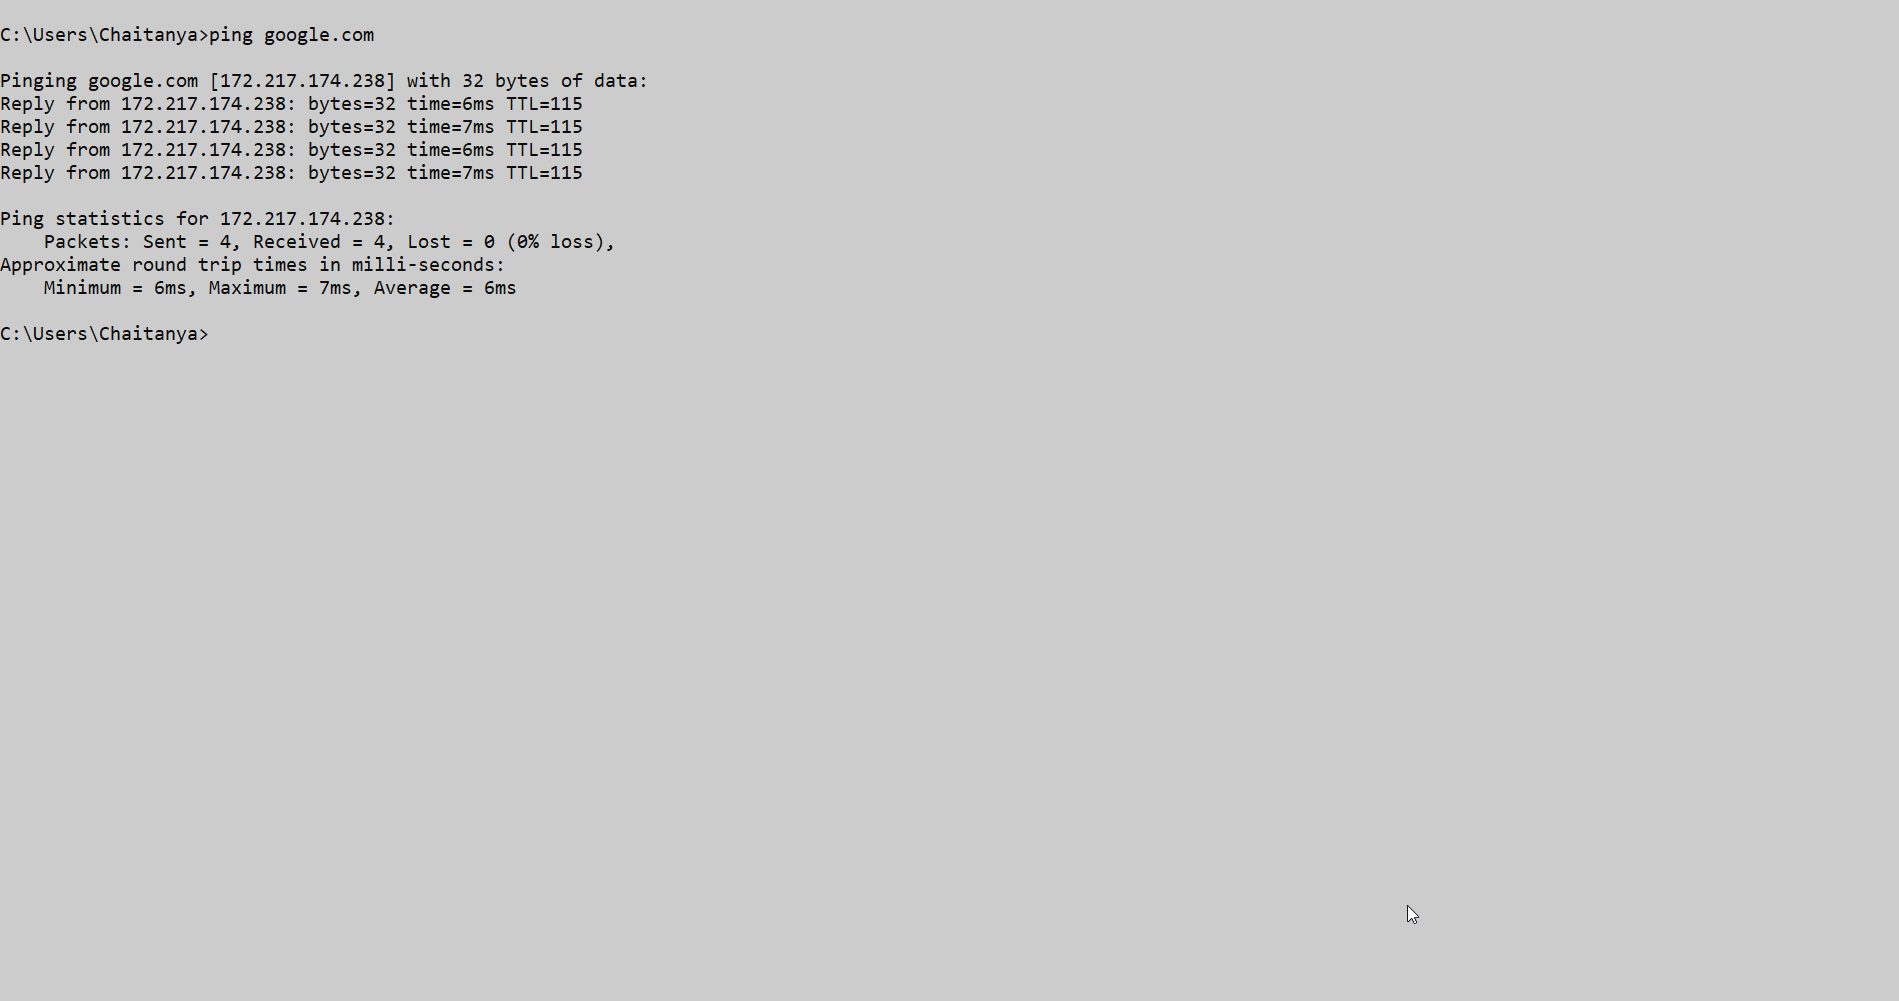 C:\Users\Chaitanya>ping google.com
Pinging google.com [172.217.174.238] with 32 bytes of data:
Reply from 172.217.174.238: bytes=32 time=6ms TTL=115
Reply from 172.217.174.238: bytes=32 time=7ms TTL=115
Reply from 172.217.174.238: bytes=32 time=6ms TTL=115
Reply from 172.217.174.238: bytes=32 time=7ms TTL=115
Ping statistics for 172.217.174.238:
    Packets: Sent = 4, Received = 4, Lost = 0 (0% loss),
Approximate round trip times in milli-seconds:
    Minimum = 6ms, Maximum = 7ms, Average = 6ms
C:\Users\Chaitanya>